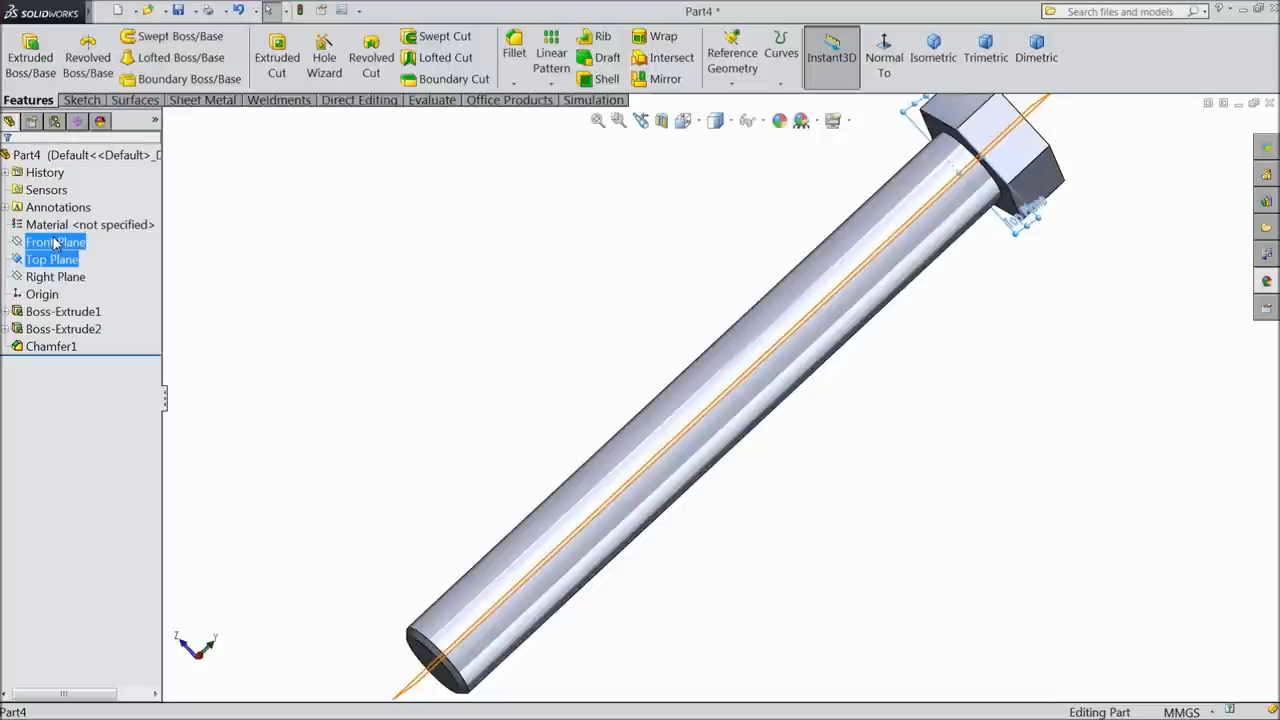 SOLIDWORKS
Part4 *
Search files and models
Extruded Boss/Base
Revolved Boss/Base
Swept Boss/Base
Lofted Boss/Base
Boundary Boss/Base
Extruded Cut
Hole Wizard
Revolved Cut
Swept Cut
Lofted Cut
Boundary Cut
Fillet
Linear Pattern
Rib
Draft
Shell
Wrap
Intersect
Mirror
Reference Geometry
Curves
Instant3D
Normal To
Isometric
Trimetric
Dimetric
Features Sketch Surfaces Sheet Metal Weldments Direct Editing Evaluate Office Products Simulation
Part4 (Default<<Default>_D
History
Sensors
Annotations
Material <not specified>
Front Plane
Top Plane
Right Plane
Origin
Boss-Extrude1
Boss-Extrude2
Chamfer1
Z
Y
Part4
Editing Part
MMGS